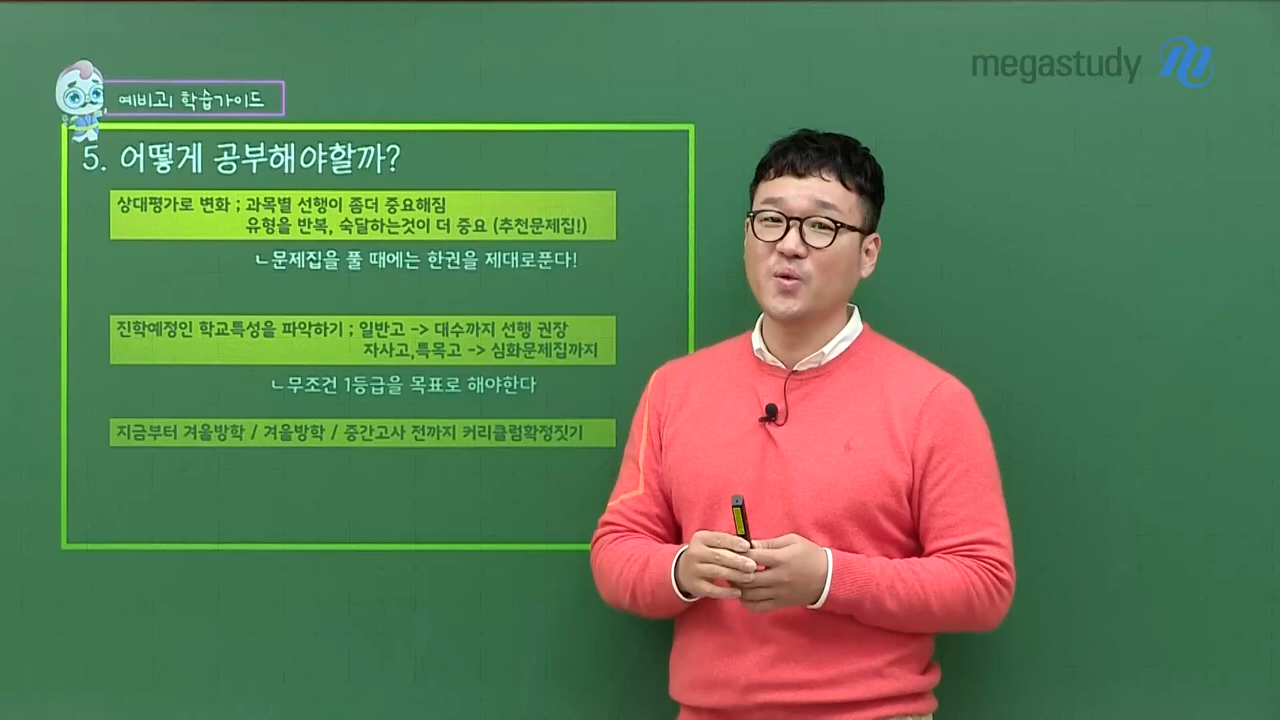 megastudy
예비고1 학습가이드
5. 어떻게 공부해야할까?
상대평가로 변화 ; 과목별 선행이 좀더 중요해짐
유형을 반복, 숙달하는것이 더 중요 (추천문제집!)
ㄴ문제집을 풀 때에는 한권을 제대로푼다!
진학예정인 학교특성을 파악하기 ; 일반고 -> 대수까지 선행 권장
자사고,특목고 -> 심화문제집까지
ㄴ무조건 1등급을 목표로 해야한다
지금부터 겨울방학 / 겨울방학 / 중간고사 전까지 커리큘럼확정짓기